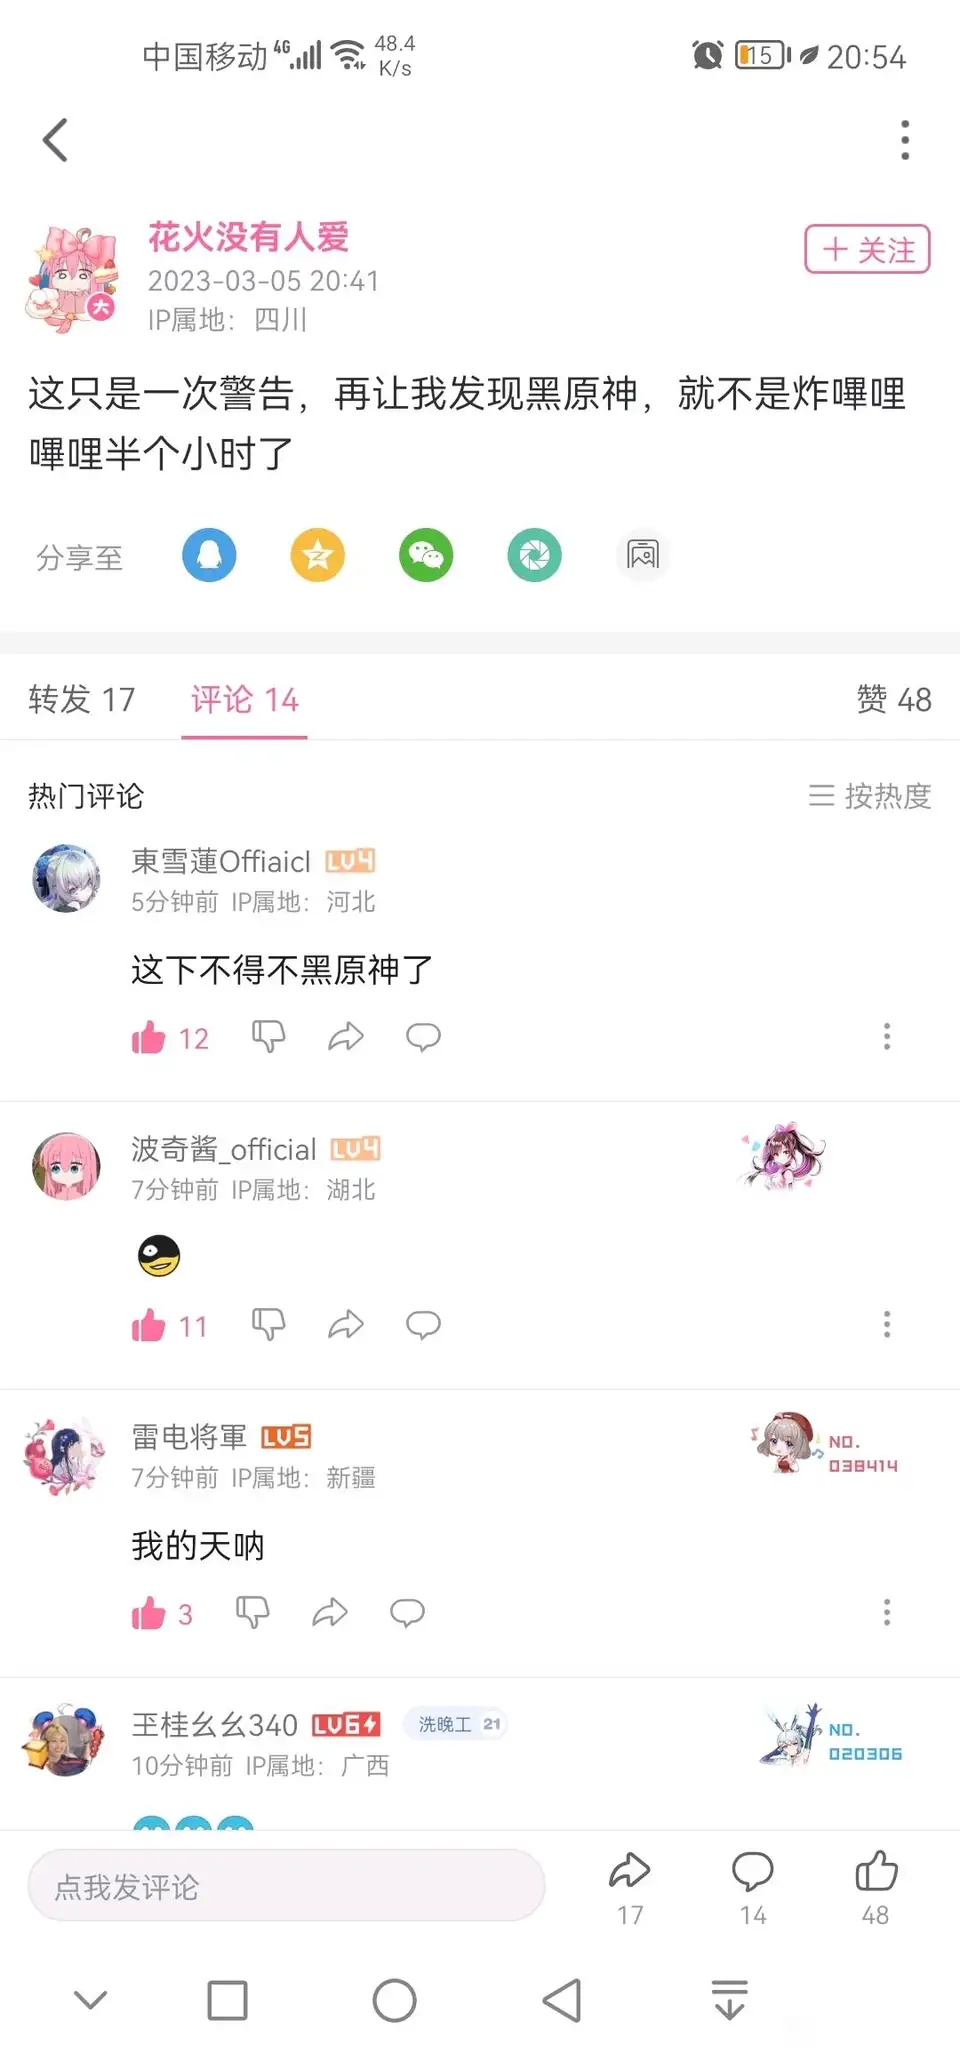 中国移动 4G 48.4 K/s 15 20:54
花火没有人爱
+ 关注
2023-03-05 20:41
IP属地：四川
这只是一次警告，再让我发现黑原神，就不是炸嗶哩
嗶哩半个小时了
分享至
转发 17 评论 14 赞 48
热门评论 按热度
東雪蓮Offiaicl LV4
5分钟前 IP属地：河北
这下不得不黑原神了
12
波奇酱_official LV4
7分钟前 IP属地：湖北
11
雷电将軍 LV5
NO.
038414
7分钟前 IP属地：新疆
我的天呐
3
王桂幺幺340 LV6 洗晚工 21
NO.
020306
10分钟前 IP属地：广西
点我发评论
17 14 48